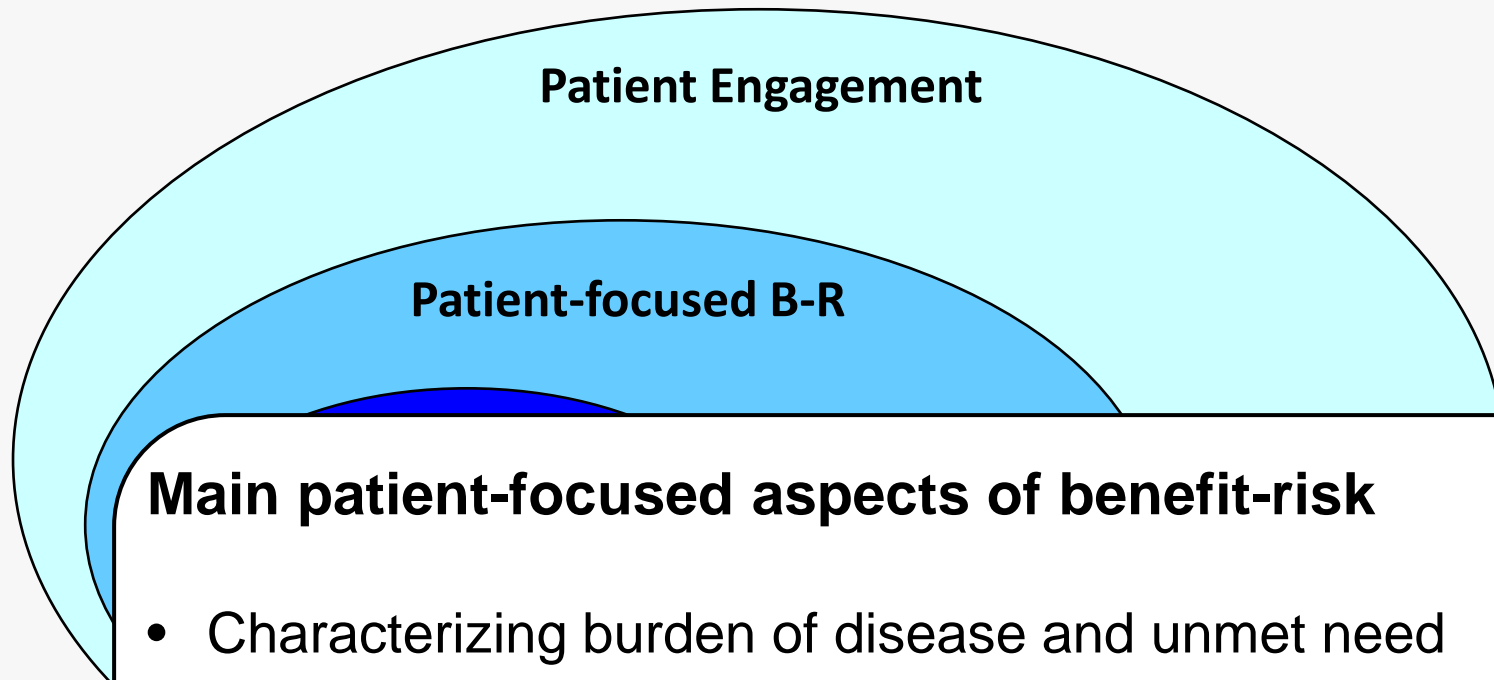 Patient Engagement
Patient-focused B-R
Main patient-focused aspects of benefit-risk
• Characterizing burden of disease and unmet need